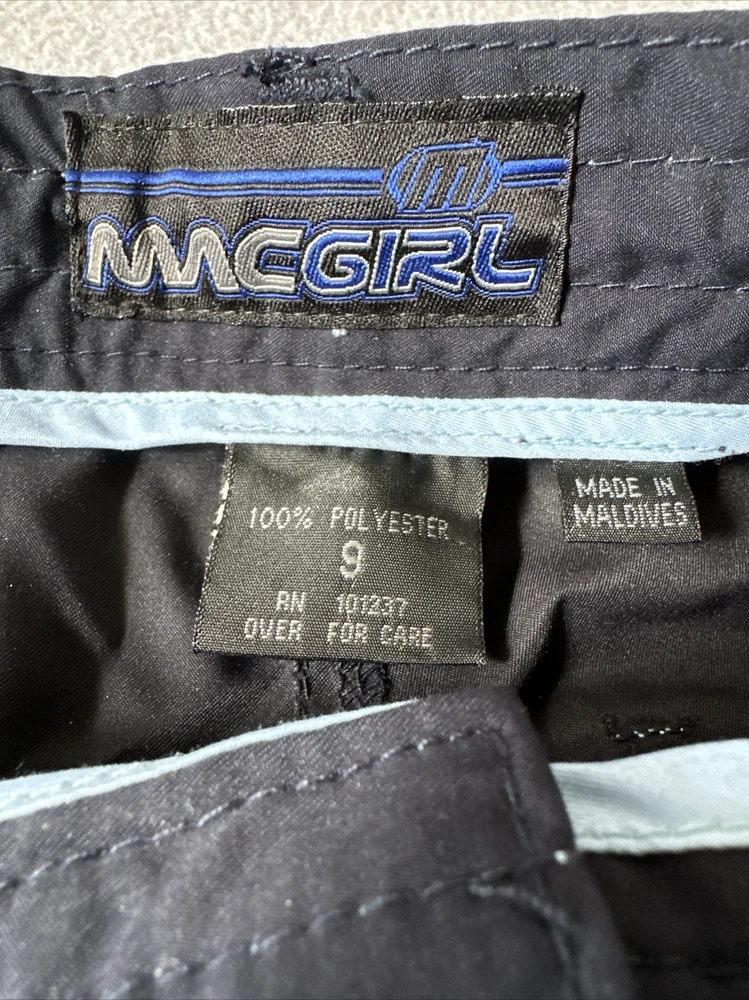 m
MACGIRL
100% POLYESTER
9
RN 101237
OVER FOR CARE
MADE IN
MALDIVES